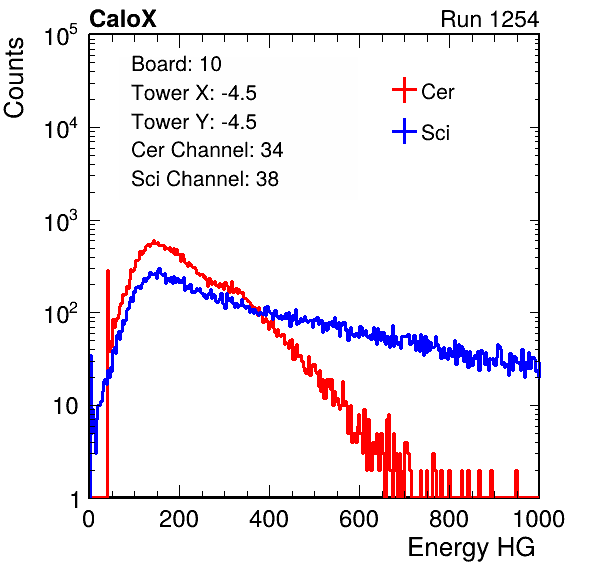 CaloX Run 1254
Counts
Board: 10
Tower X: -4.5
Tower Y: -4.5
Cer Channel: 34
Sci Channel: 38
Cer
Sci
10^5
10^4
10^3
10^2
10
1
0 200 400 600 800 1000
Energy HG